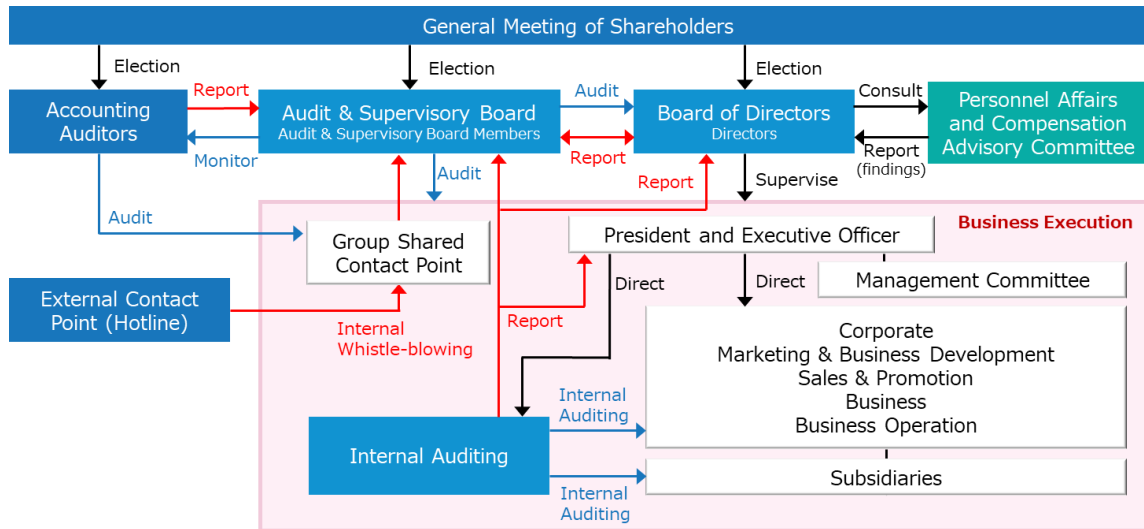 General Meeting of Shareholders
Election
Election
Election
Accounting
Auditors
Report
Monitor
Audit & Supervisory Board
Audit & Supervisory Board Members
Audit
Report
Board of Directors
Directors
Consult
Report
(findings)
Personnel Affairs
and Compensation
Advisory Committee
Audit
Report
Supervise
Audit
Business Execution
Group Shared
Contact Point
President and Executive Officer
Management Committee
External Contact
Point (Hotline)
Internal
Whistle-blowing
Report
Direct
Direct
Corporate
Marketing & Business Development
Sales & Promotion
Business
Business Operation
Internal Auditing
Internal
Auditing
Internal
Auditing
Subsidiaries